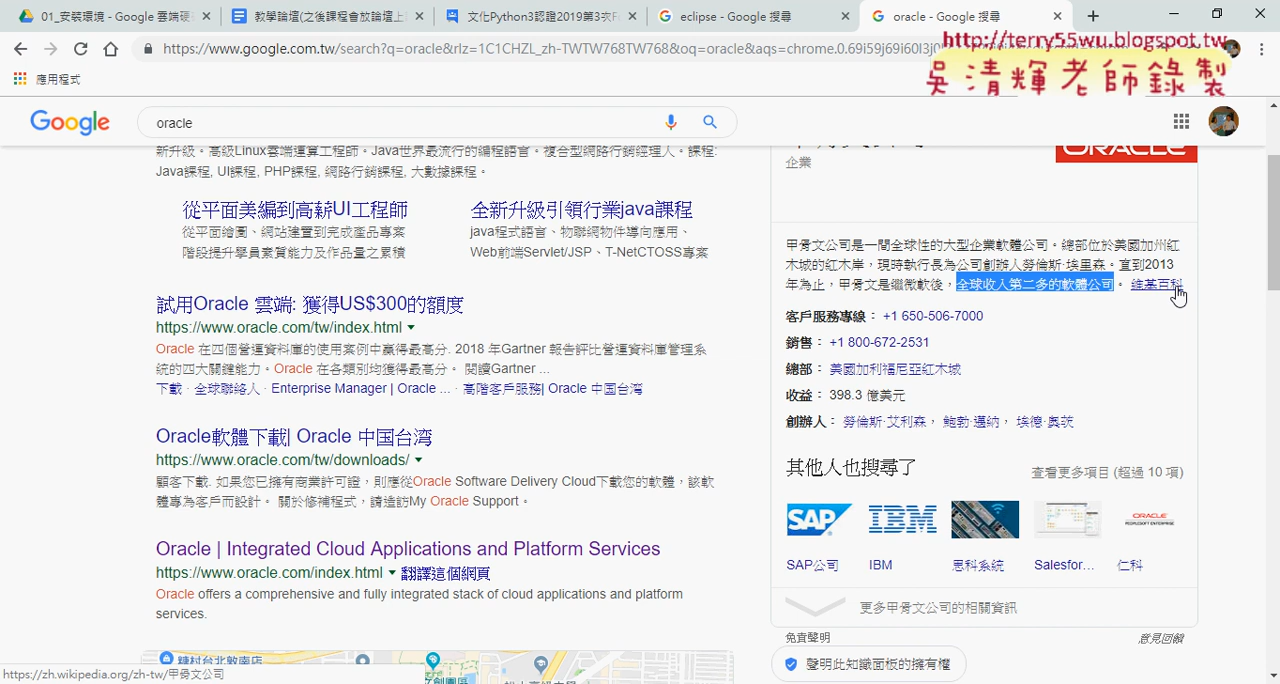 01_安裝環境 - Google 雲端硬
教學論壇(之後課程會放論壇上
文化Python3認證2019第3次F
eclipse - Google 搜尋
oracle - Google 搜尋
https://www.google.com.tw/search?q=oracle&rlz=1C1CHZL_zh-TWTW768TW768&oq=oracle&aqs=chrome.0.69i59j69i60l3j0
http://terry55wu.blogspot.tw
吳清輝老師錄製
應用程式
Google
oracle
新升級。高級Linux雲端運算工程師。Java世界最流行的編程語言。複合型網路行銷經理人。課程:
Java課程, UI課程, PHP課程, 網路行銷課程, 大數據課程。
從平面美編到高薪UI工程師
全新升級引領行業java課程
從平面繪圖、網站建置到完成產品專案
java程式語言、物聯網物件導向應用、
階段提升學員素質能力及作品量之累積
Web前端Servlet/JSP、T-NetCTOSS專案
試用Oracle 雲端: 獲得US$300的額度
https://www.oracle.com/tw/index.html
Oracle 在四個營運資料庫的使用案例中贏得最高分. 2018 年Gartner 報告評比營運資料庫管理系
統的四大關鍵能力。Oracle 在各類別均獲得最高分。 閱讀Gartner ...
下載 · 全球聯絡人 · Enterprise Manager | Oracle ... · 高階客戶服務| Oracle 中国台湾
Oracle軟體下載| Oracle 中国台湾
https://www.oracle.com/tw/downloads/
顧客下載. 如果您已擁有商業許可證，則應從Oracle Software Delivery Cloud下載您的軟體，該軟
體專為客戶而設計。 關於修補程式，請造訪My Oracle Support。
Oracle | Integrated Cloud Applications and Platform Services
https://www.oracle.com/index.html 翻譯這個網頁
Oracle offers a comprehensive and fully integrated stack of cloud applications and platform
services.
企業
ORACLE
甲骨文公司是一間全球性的大型企業軟體公司。總部位於美國加州紅
木城的紅木岸，現時執行長為公司創辦人勞倫斯·埃里森。直到2013
年為止，甲骨文是繼微軟後，全球收入第二多的軟體公司。 維基百科
客戶服務專線： +1 650-506-7000
銷售： +1 800-672-2531
總部： 美國加利福尼亞紅木城
收益： 398.3 億美元
創辦人： 勞倫斯·艾利森， 鮑勃·邁納， 埃德·奧茨
其他人也搜尋了
查看更多項目 (超過 10 項)
SAP
IBM
ORACLE
SAP公司
IBM
思科系統
Salesfor...
仁科
更多甲骨文公司的相關資訊
免責聲明
意見回饋
聲明此知識面板的所有權
https://zh.wikipedia.org/zh-tw/甲骨文公司